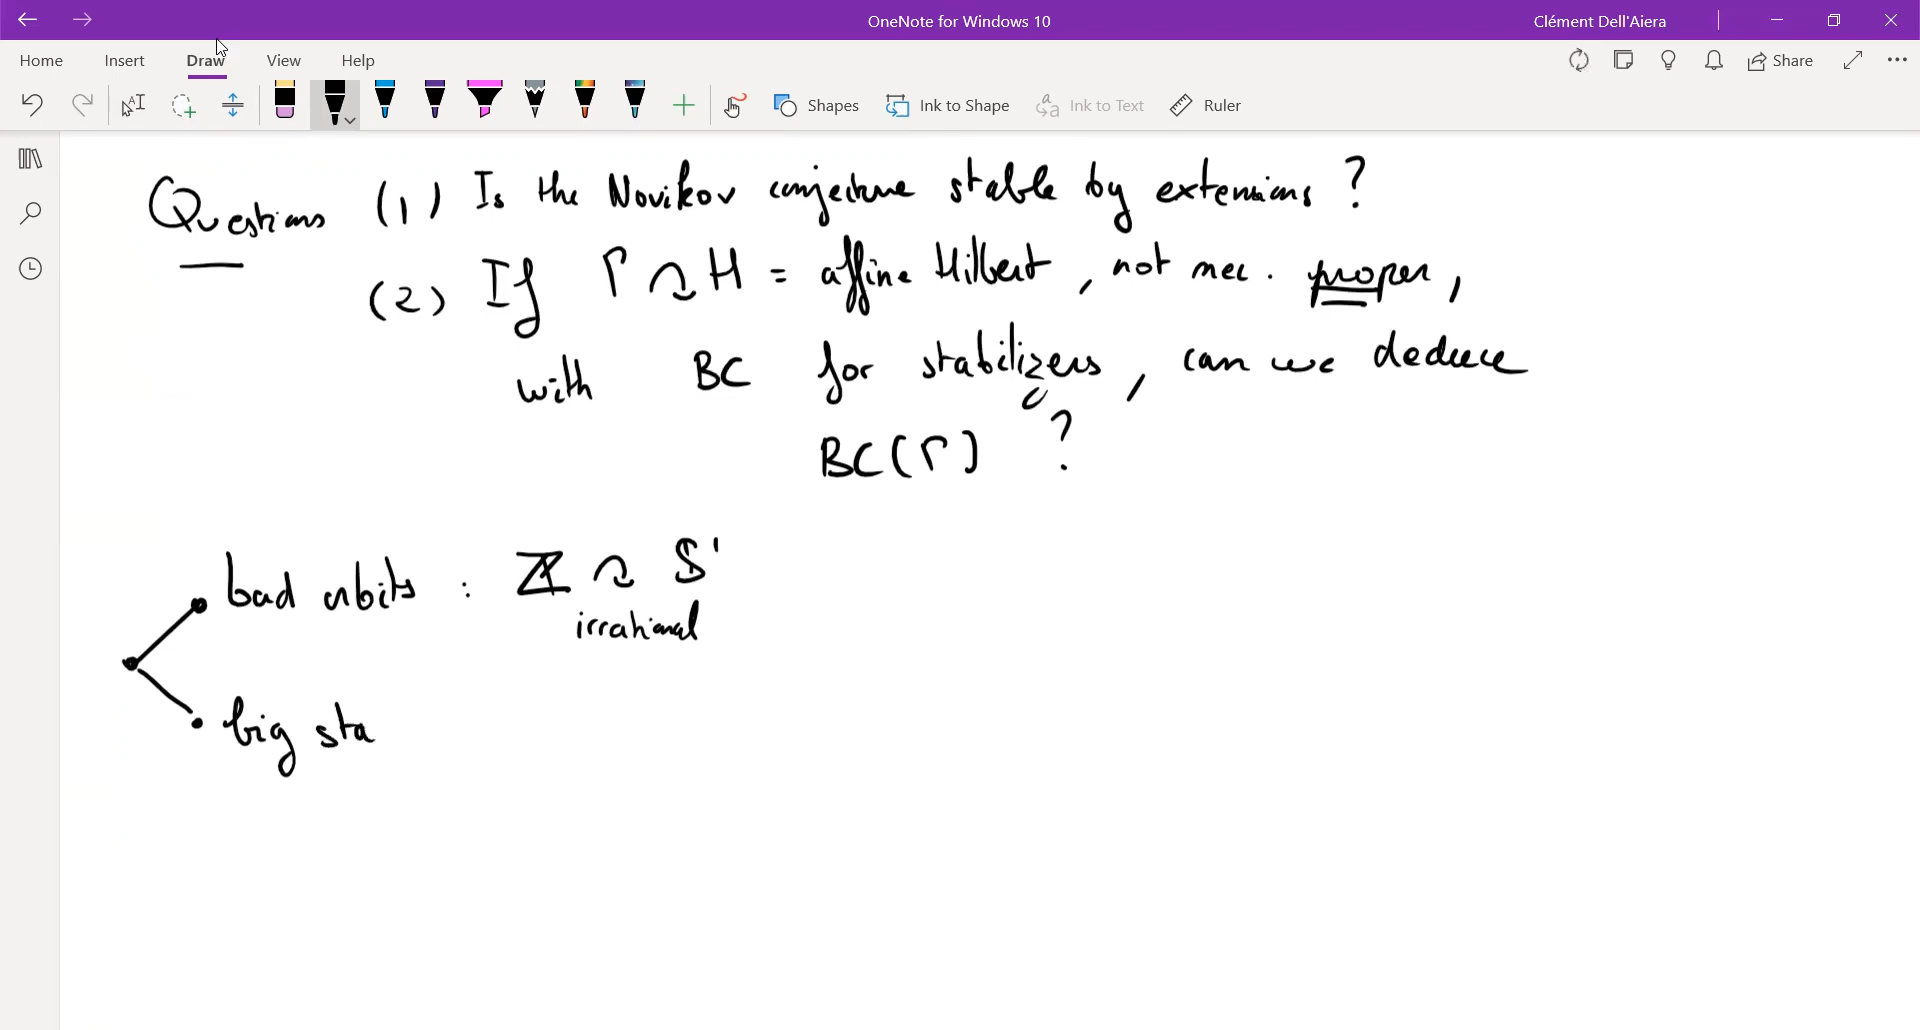 OneNote for Windows 10
Clément Dell'Aiera
Home Insert Draw View Help
Share
Shapes Ink to Shape Ink to Text Ruler
Questions (1) Is the Novikov conjecture stable by extensions ?
(2) If Γ ↷ H = affine Hilbert , not nec . proper ,
with BC for stabilizers , can we deduce
BC(Γ) ?
bad orbits : ℤ ↷ S¹
irrational
big sta